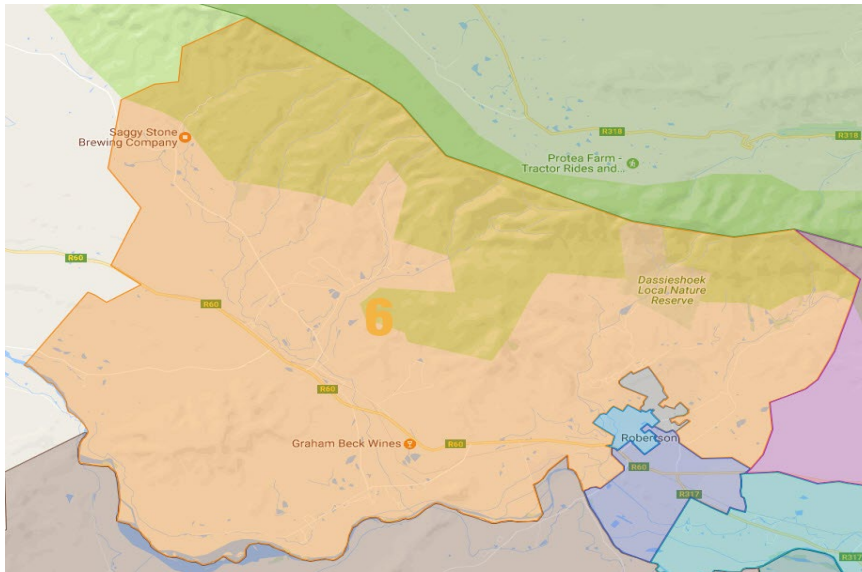 R318
R318
Saggy Stone
Brewing Company
Protea Farm -
Tractor Rides and...
R60
Dassieshoek
Local Nature
Reserve
R60
6
R60
Graham Beck Wines
R60
Robertson
R60
R317
R317